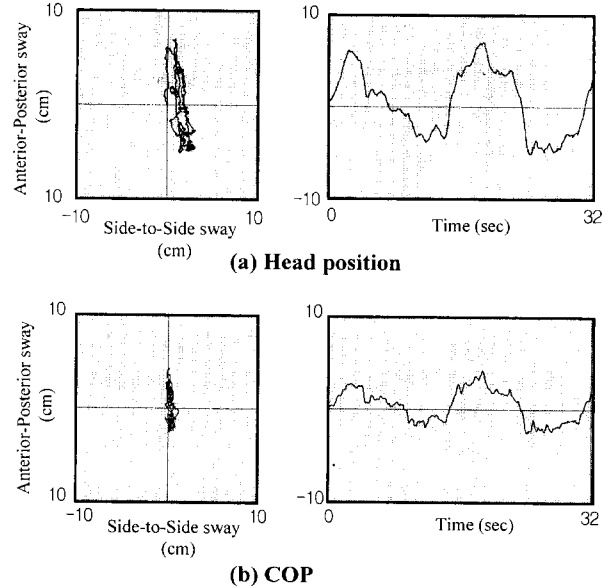 10
Anterior-Posterior sway
(cm)
10
-10
10
Side-to-Side sway
(cm)
10
-10
0
32
Time (sec)
(a) Head position
10
Anterior-Posterior sway
(cm)
10
-10
10
Side-to-Side sway
(cm)
10
-10
0
32
Time (sec)
(b) COP